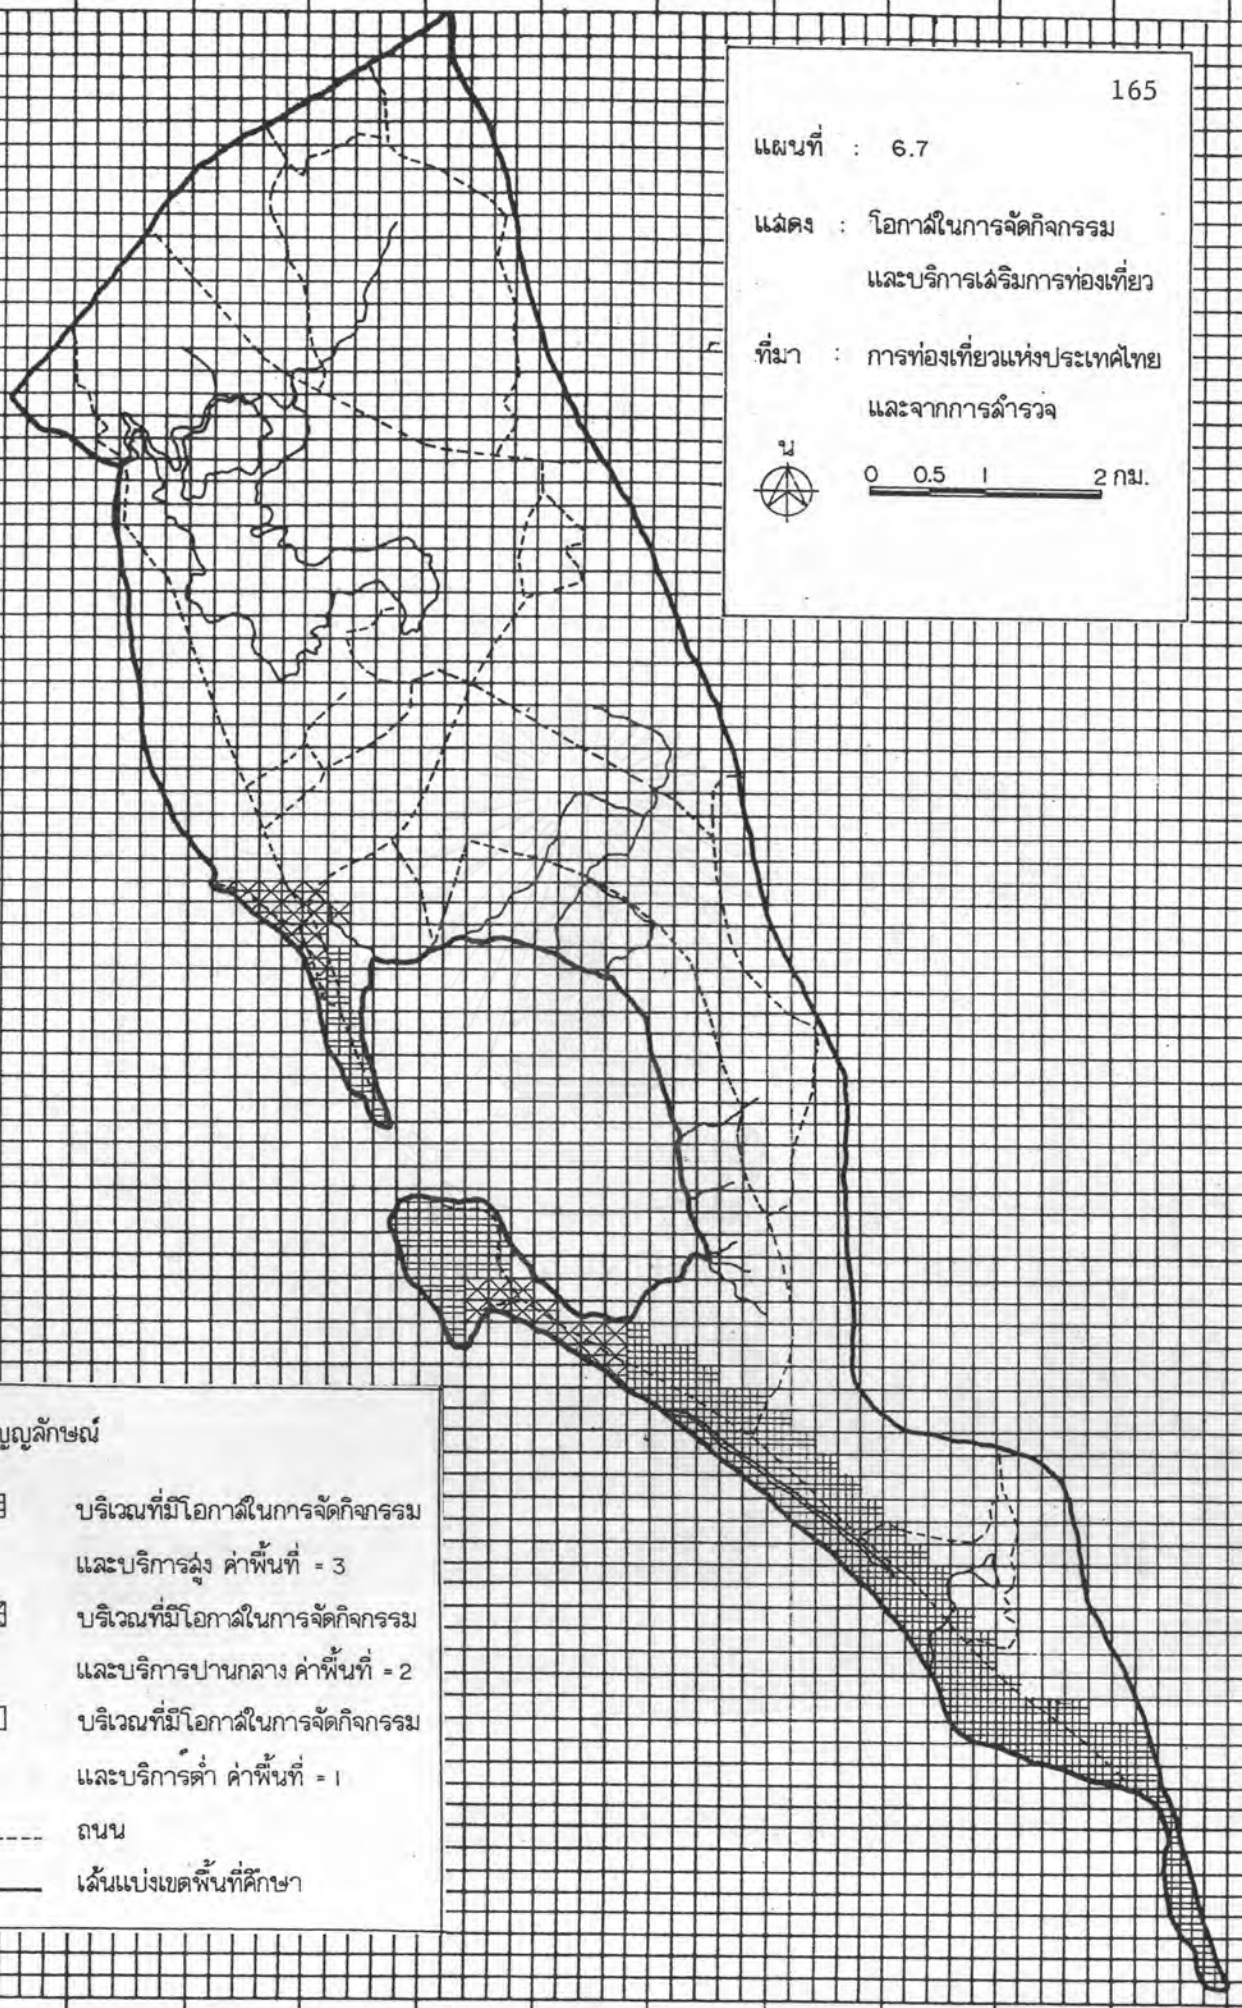 165
แผนที่ : 6.7
แสดง : โอกาสในการจัดกิจกรรม
และบริการเสริมการท่องเที่ยว
ที่มา : การท่องเที่ยวแห่งประเทศไทย
และจากการสำรวจ
น
0 0.5 1 2 กม.
ญลักษณ์
บริเวณที่มีโอกาสในการจัดกิจกรรม
และบริการสูง ค่าพื้นที่ = 3
บริเวณที่มีโอกาสในการจัดกิจกรรม
และบริการปานกลาง ค่าพื้นที่ = 2
บริเวณที่มีโอกาสในการจัดกิจกรรม
และบริการต่ำ ค่าพื้นที่ = 1
ถนน
เส้นแบ่งเขตพื้นที่ศึกษา